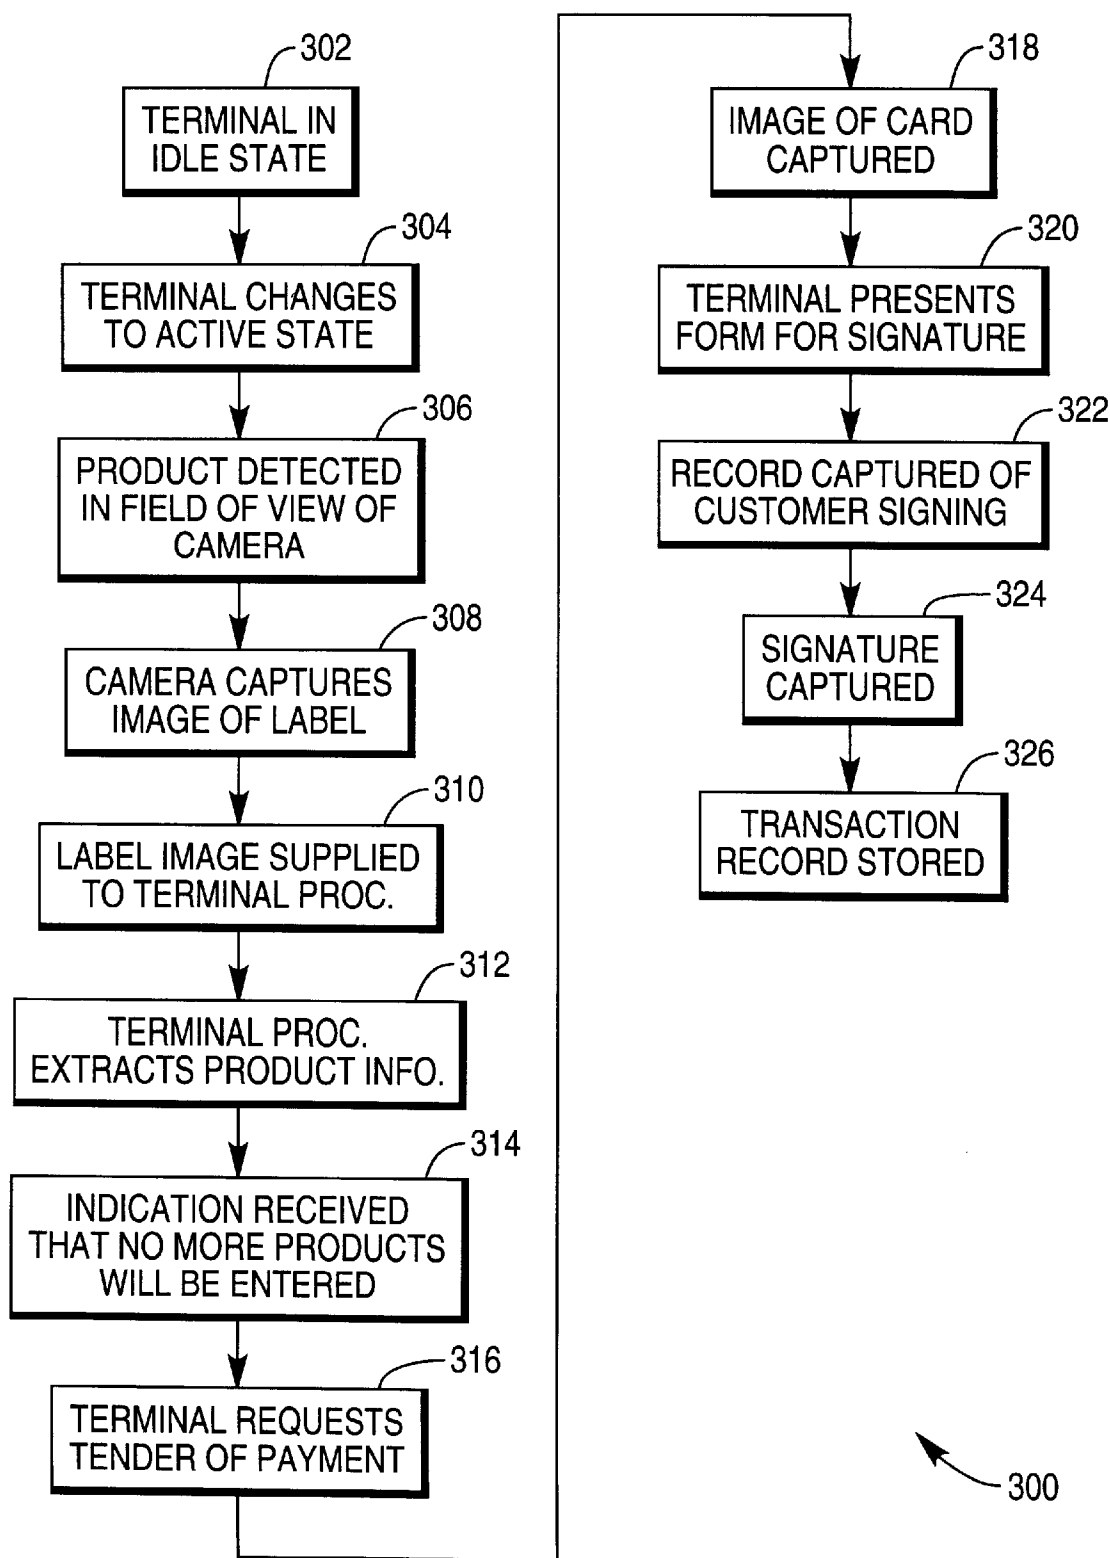 302
TERMINAL IN
IDLE STATE
304
TERMINAL CHANGES
TO ACTIVE STATE
306
PRODUCT DETECTED
IN FIELD OF VIEW OF
CAMERA
308
CAMERA CAPTURES
IMAGE OF LABEL
310
LABEL IMAGE SUPPLIED
TO TERMINAL PROC.
312
TERMINAL PROC.
EXTRACTS PRODUCT INFO.
314
INDICATION RECEIVED
THAT NO MORE PRODUCTS
WILL BE ENTERED
316
TERMINAL REQUESTS
TENDER OF PAYMENT
318
IMAGE OF CARD
CAPTURED
320
TERMINAL PRESENTS
FORM FOR SIGNATURE
322
RECORD CAPTURED OF
CUSTOMER SIGNING
324
SIGNATURE
CAPTURED
326
TRANSACTION
RECORD STORED
300